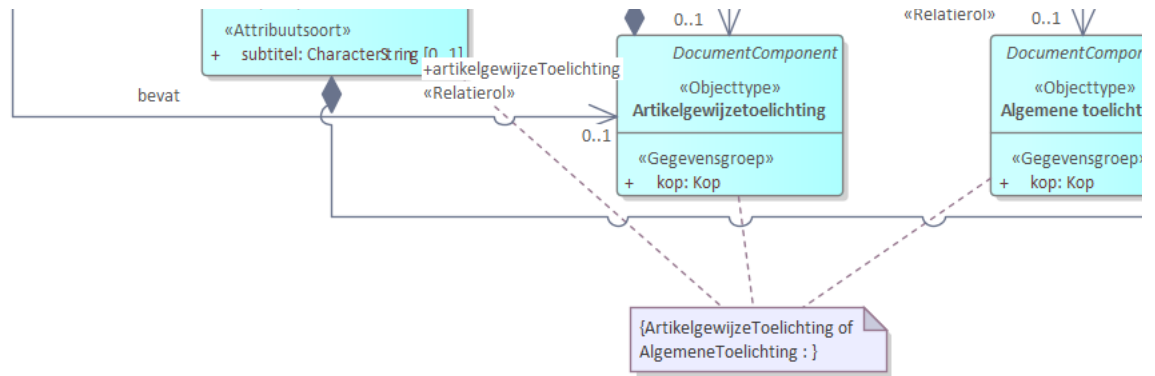 «Attribuutsoort»
+ subtitel: CharacterString [0..1]
+artikelgewijzeToelichting
«Relatierol»
bevat
0..1
0..1
DocumentComponent
«Objecttype»
Artikelgewijzetoelichting
«Gegevensgroep»
+ kop: Kop
«Relatierol»
0..1
DocumentCompor
«Objecttype»
Algemene toelicht
«Gegevensgroep»
+ kop: Kop
{ArtikelgewijzeToelichting of
AlgemeneToelichting : }